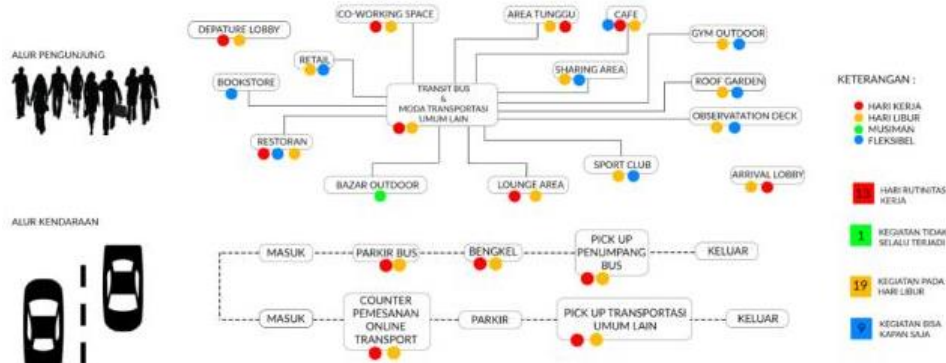 ALUR PENGUNJUNG
DEPATURE LOBBY
CO-WORKING SPACE
AREA TUNGGU
CAFE
GYM OUTDOOR
RETAIL
BOOKSTORE
SHARING AREA
ROOF GARDEN
TRANSIT BUS
&
MODA TRANSPORTASI
UMUM LAIN
OBSERVATATION DECK
RESTORAN
SPORT CLUB
BAZAR OUTDOOR
LOUNGE AREA
ARRIVAL LOBBY
ALUR KENDARAAN
MASUK
PARKIR BUS
BENGKEL
PICK UP
PENUMPANG
BUS
KELUAR
MASUK
COUNTER
PEMESANAN
ONLINE
TRANSPORT
PARKIR
PICK UP TRANSPORTASI
UMUM LAIN
KELUAR
KETERANGAN :
HARI KERJA
HARI LIBUR
MUSIMAN
FLEKSIBEL
13 HARI RUTINITAS
KERJA
1 KEGIATAN TIDAK
SELALU TERJADI
19 KEGIATAN PADA
HARI LIBUR
9 KEGIATAN BISA
KAPAN SAJA